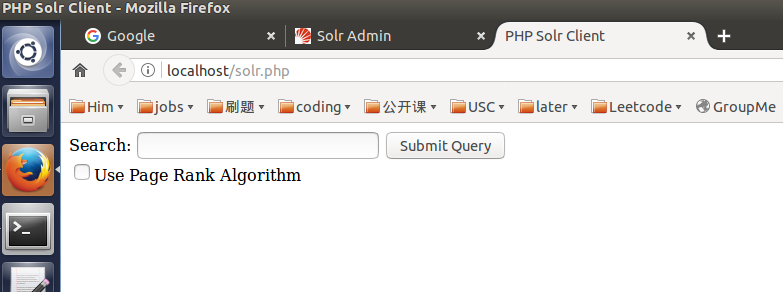 PHP Solr Client - Mozilla Firefox
Google Solr Admin PHP Solr Client
localhost/solr.php
Him jobs 刷题 coding 公开课 USC later Leetcode GroupMe
Search: Submit Query
Use Page Rank Algorithm